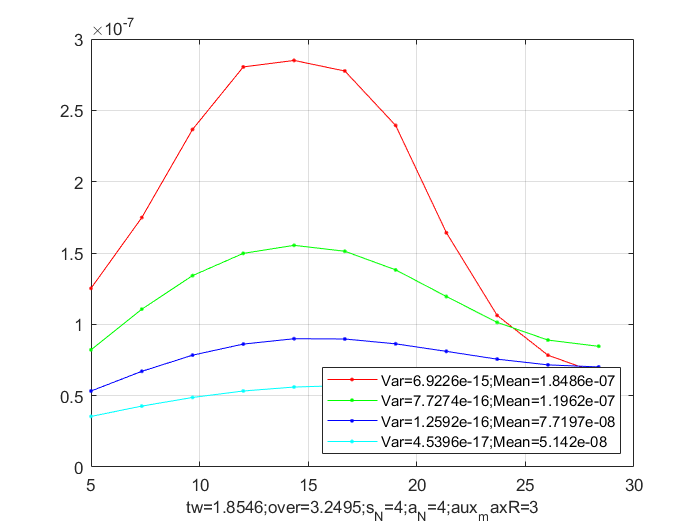 ×10-7
3
2.5
2
1.5
1
0.5
0
5 10 15 20 25 30
Var=6.9226e-15;Mean=1.8486e-07
Var=7.7274e-16;Mean=1.1962e-07
Var=1.2592e-16;Mean=7.7197e-08
Var=4.5396e-17;Mean=5.142e-08
tw=1.8546;over=3.2495;sN=4;aN=4;auxmaxR=3